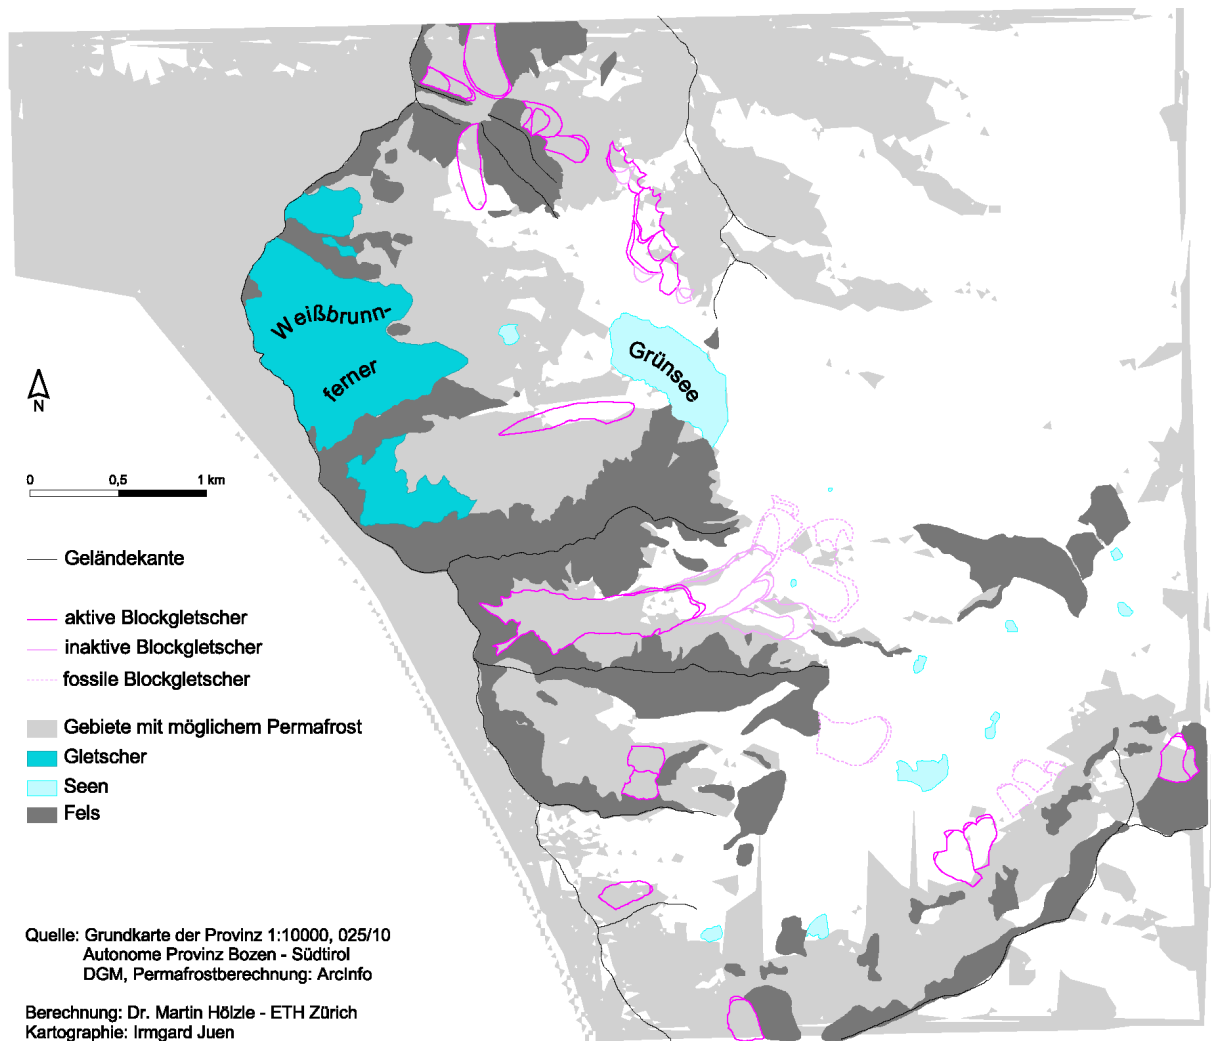 Weißbrunn-
ferner
Grünsee
N
0 0,5 1 km
Geländekante
aktive Blockgletscher
inaktive Blockgletscher
fossile Blockgletscher
Gebiete mit möglichem Permafrost
Gletscher
Seen
Fels
Quelle: Grundkarte der Provinz 1:10000, 025/10
Autonome Provinz Bozen - Südtirol
DGM, Permafrostberechnung: ArcInfo
Berechnung: Dr. Martin Hölzle - ETH Zürich
Kartographie: Irmgard Juen